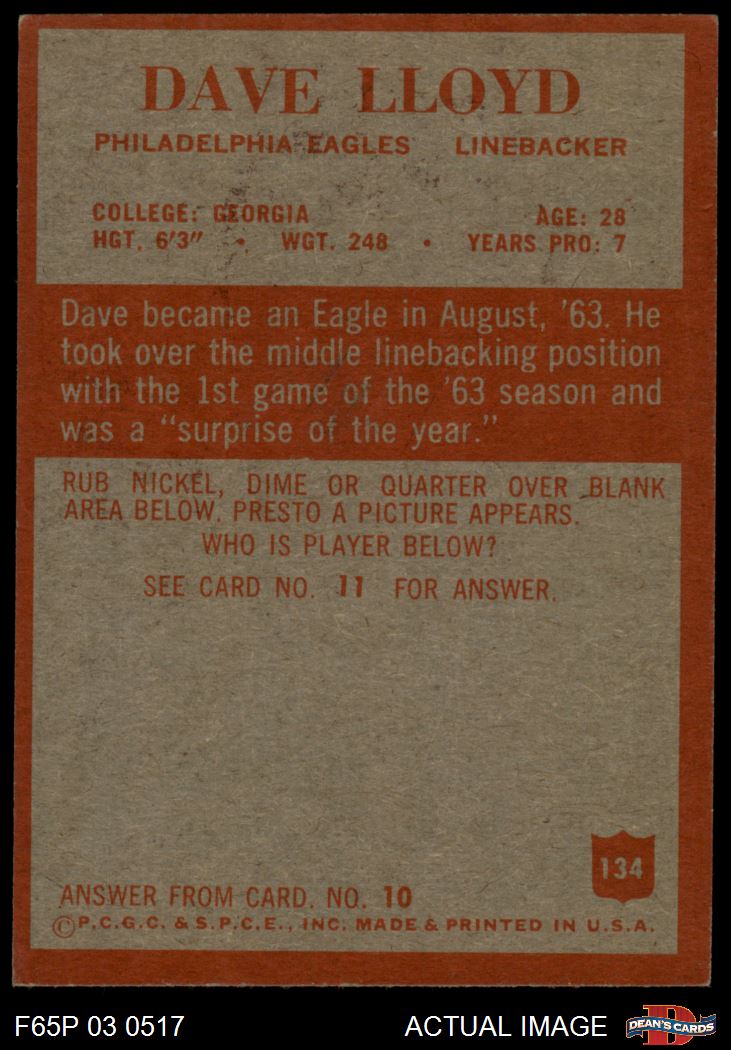 DAVE LLOYD
PHILADELPHIA EAGLES LINEBACKER
COLLEGE: GEORGIA AGE: 28
HGT. 6'3" • WGT. 248 • YEARS PRO: 7
Dave became an Eagle in August, '63. He
took over the middle linebacking position
with the 1st game of the '63 season and
was a "surprise of the year."
RUB NICKEL, DIME OR QUARTER OVER BLANK
AREA BELOW. PRESTO A PICTURE APPEARS.
WHO IS PLAYER BELOW?
SEE CARD NO. 11 FOR ANSWER.
134
ANSWER FROM CARD. NO. 10
© P.C.G.C. & S.P.C.E., INC. MADE & PRINTED IN U.S.A.
F65P 03 0517 ACTUAL IMAGE D DEAN'S CARDS